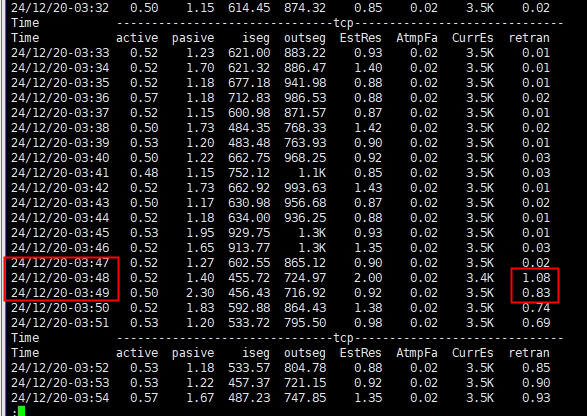 24/12/20-03:32 0.50 1.15 614.45 874.32 0.85 0.02 3.5K 0.02
Time -------------------------------tcp-------------------------------
Time active pasive iseg outseg EstRes AtmpFa CurrEs retran
24/12/20-03:33 0.52 1.23 621.00 883.22 0.93 0.02 3.5K 0.01
24/12/20-03:34 0.52 1.70 621.32 886.47 1.40 0.02 3.5K 0.01
24/12/20-03:35 0.52 1.18 677.18 941.98 0.88 0.02 3.5K 0.01
24/12/20-03:36 0.57 1.18 712.83 986.53 0.88 0.02 3.5K 0.02
24/12/20-03:37 0.52 1.15 600.98 871.57 0.87 0.02 3.5K 0.01
24/12/20-03:38 0.50 1.73 484.35 768.33 1.42 0.02 3.5K 0.01
24/12/20-03:39 0.53 1.20 483.48 763.93 0.90 0.02 3.5K 0.01
24/12/20-03:40 0.50 1.22 662.75 968.25 0.92 0.02 3.5K 0.03
24/12/20-03:41 0.48 1.15 752.12 1.1K 0.85 0.02 3.5K 0.03
24/12/20-03:42 0.52 1.73 662.92 993.63 1.43 0.02 3.5K 0.01
24/12/20-03:43 0.50 1.17 630.98 956.68 0.87 0.02 3.5K 0.02
24/12/20-03:44 0.52 1.18 634.00 936.25 0.88 0.02 3.5K 0.01
24/12/20-03:45 0.53 1.95 929.75 1.3K 0.93 0.02 3.5K 0.01
24/12/20-03:46 0.52 1.65 913.77 1.3K 1.35 0.02 3.5K 0.03
24/12/20-03:47 0.52 1.27 602.55 865.12 0.90 0.02 3.5K 0.02
24/12/20-03:48 0.52 1.40 455.72 724.97 2.00 0.02 3.4K 1.08
24/12/20-03:49 0.50 2.30 456.43 716.92 0.92 0.02 3.5K 0.83
24/12/20-03:50 0.52 1.83 592.88 864.43 1.38 0.02 3.5K 0.74
24/12/20-03:51 0.53 1.20 533.72 795.50 0.98 0.02 3.5K 0.69
Time -------------------------------tcp-------------------------------
Time active pasive iseg outseg EstRes AtmpFa CurrEs retran
24/12/20-03:52 0.53 1.18 533.57 804.78 0.88 0.02 3.5K 0.85
24/12/20-03:53 0.53 1.22 457.37 721.15 0.92 0.02 3.5K 0.90
24/12/20-03:54 0.57 1.67 487.23 747.85 1.35 0.02 3.5K 0.93
: